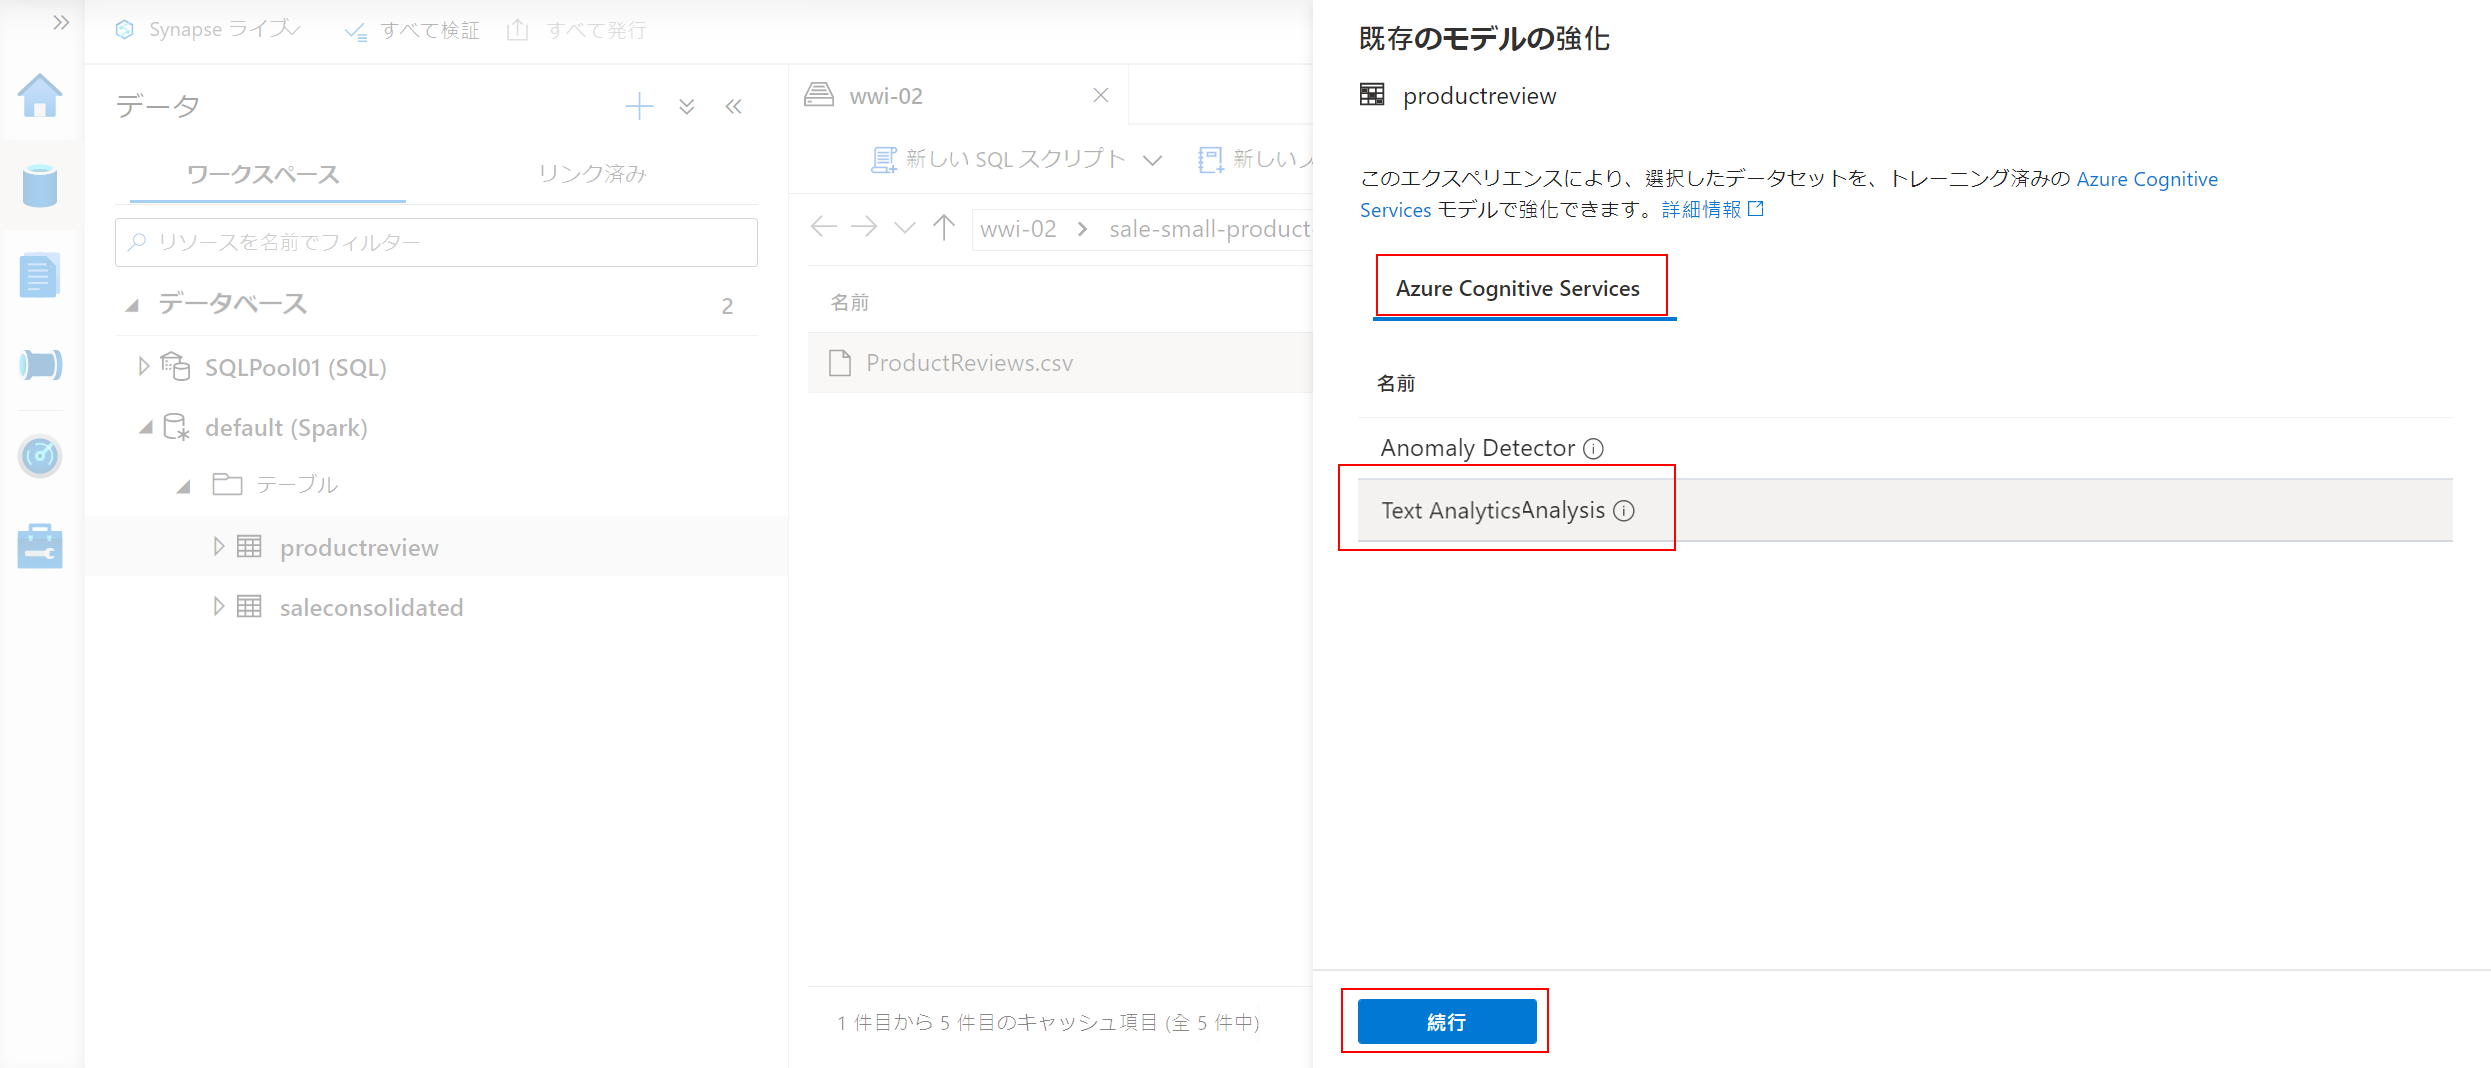 Synapse ライブ
すべて検証
すべて発行
データ
ワークスペース
リンク済み
リソースを名前でフィルター
データベース
2
SQLPool01 (SQL)
default (Spark)
テーブル
productreview
saleconsolidated
wwi-02
新しい SQL スクリプト
新しいノ
wwi-02
sale-small-product
名前
ProductReviews.csv
1 件目から 5 件目のキャッシュ項目 (全 5 件中)
既存のモデルの強化
productreview
このエクスペリエンスにより、選択したデータセットを、トレーニング済みの Azure Cognitive
Services モデルで強化できます。詳細情報
Azure Cognitive Services
名前
Anomaly Detector
Text AnalyticsAnalysis
続行